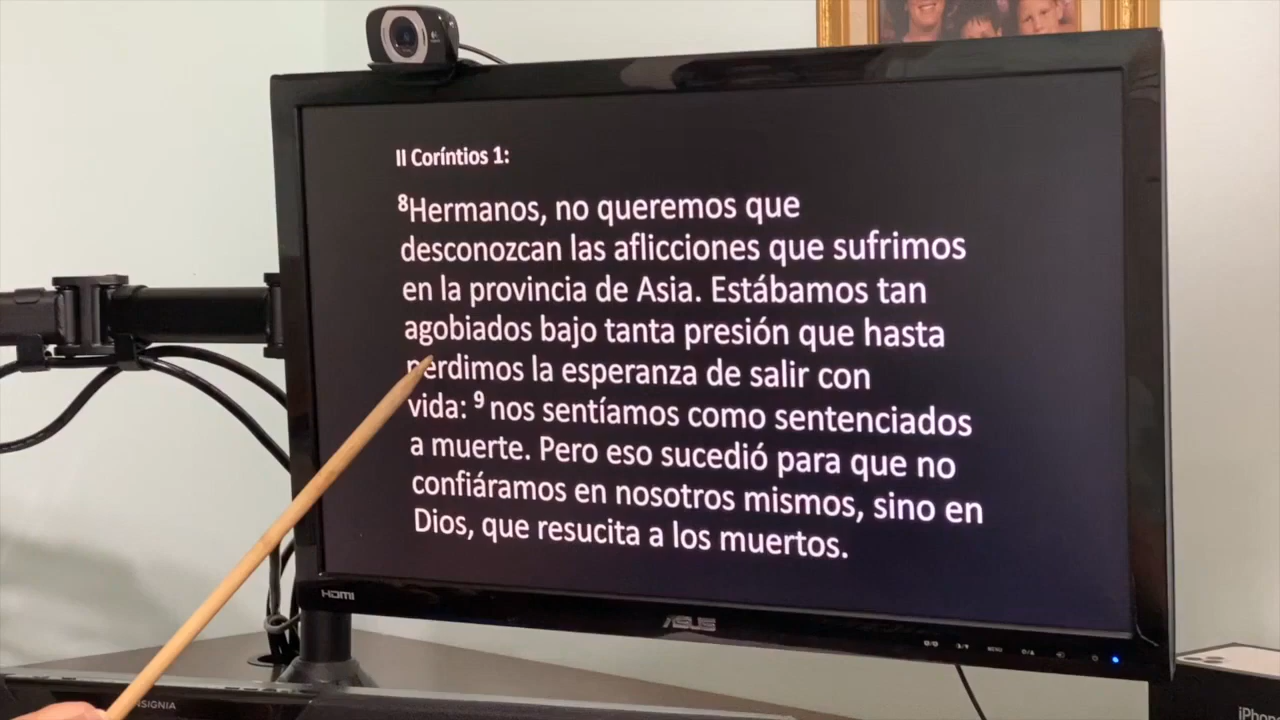 II Coríntios 1:
⁸Hermanos, no queremos que
desconozcan las aflicciones que sufrimos
en la provincia de Asia. Estábamos tan
agobiados bajo tanta presión que hasta
perdimos la esperanza de salir con
vida: ⁹ nos sentíamos como sentenciados
a muerte. Pero eso sucedió para que no
confiáramos en nosotros mismos, sino en
Dios, que resucita a los muertos.
HDMI
ASUS
MENU
NSIGNIA